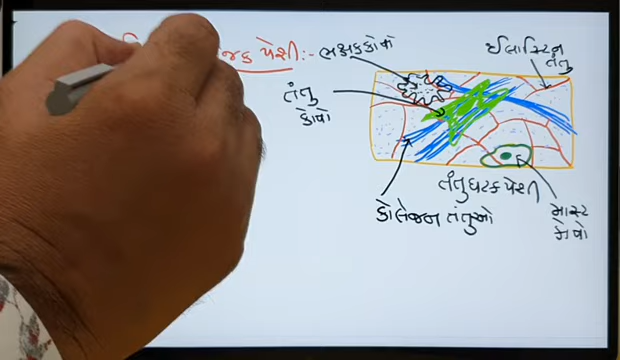 પેશી:-
ભક્ષકકોષો
ઈલાસ્ટિન
તંતુ
તંતુ
કોષો
તંતુઘટક પેશી
કોલેજન તંતુઓ
માસ્ટ
કોષો